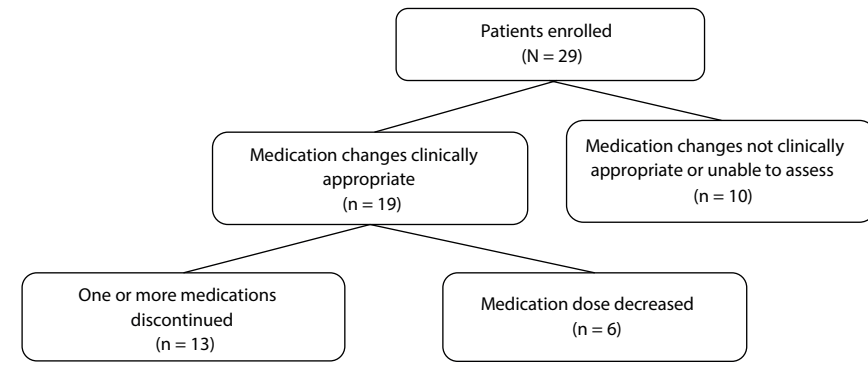 Patients enrolled
(N = 29)
Medication changes clinically
appropriate
(n = 19)
Medication changes not clinically
appropriate or unable to assess
(n = 10)
One or more medications
discontinued
(n = 13)
Medication dose decreased
(n = 6)